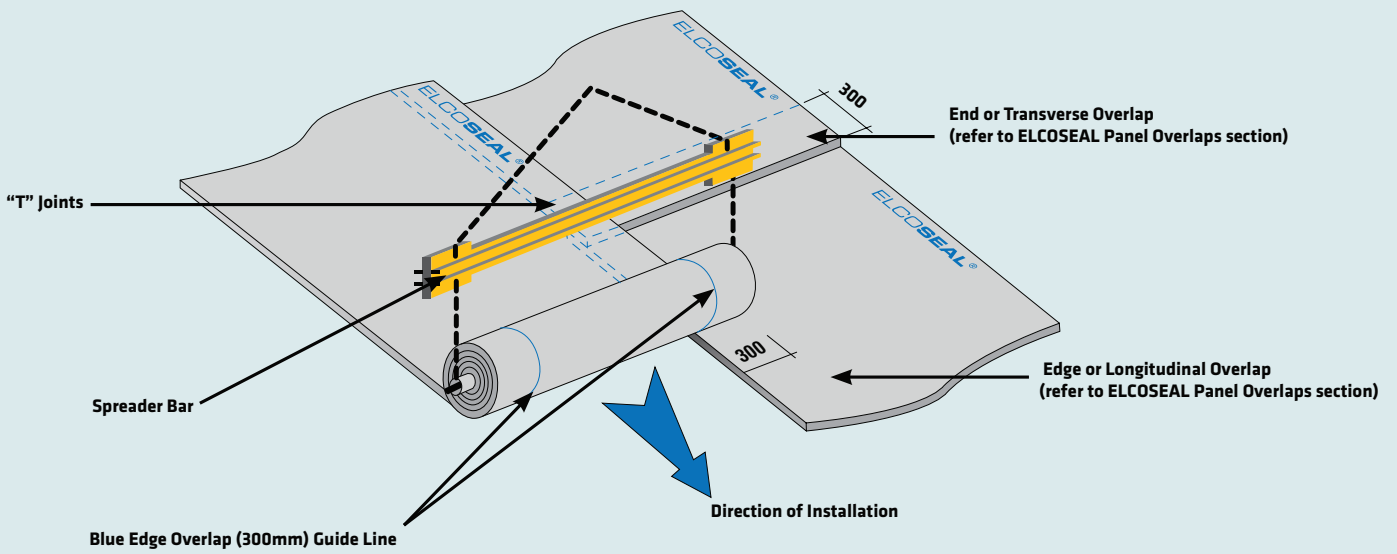 ELCOSEAL®
ELCOSEAL®
300
End or Transverse Overlap
(refer to ELCOSEAL Panel Overlaps section)
"T" Joints
ELCOSEAL®
300
Edge or Longitudinal Overlap
(refer to ELCOSEAL Panel Overlaps section)
Spreader Bar
Direction of Installation
Blue Edge Overlap (300mm) Guide Line